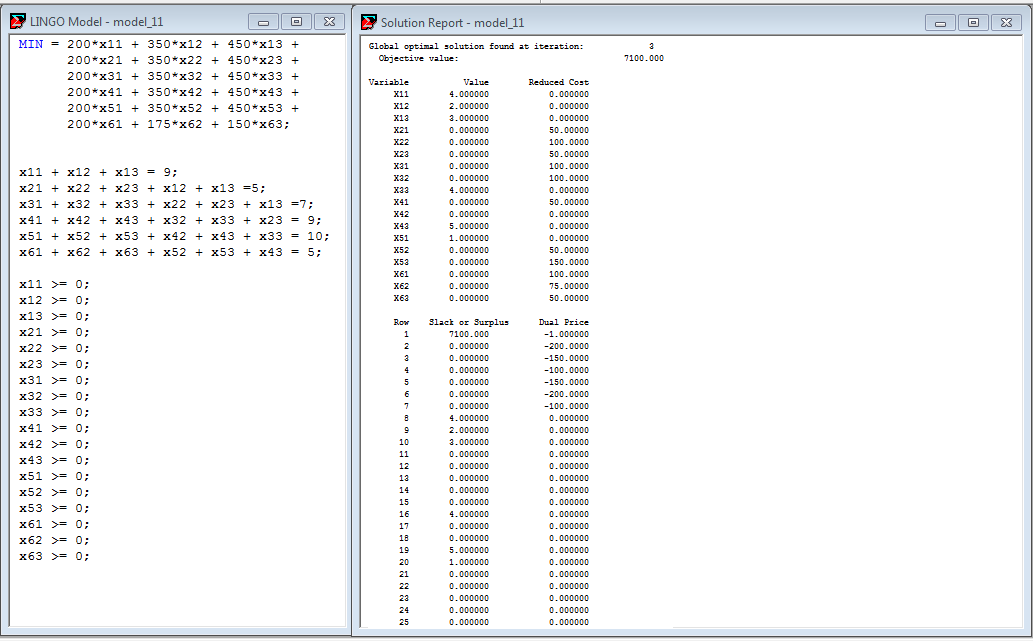 LINGO Model - model_11
MIN = 200*x11 + 350*x12 + 450*x13 +
200*x21 + 350*x22 + 450*x23 +
200*x31 + 350*x32 + 450*x33 +
200*x41 + 350*x42 + 450*x43 +
200*x51 + 350*x52 + 450*x53 +
200*x61 + 175*x62 + 150*x63;
x11 + x12 + x13 = 9;
x21 + x22 + x23 + x12 + x13 =5;
x31 + x32 + x33 + x22 + x23 + x13 =7;
x41 + x42 + x43 + x32 + x33 + x23 = 9;
x51 + x52 + x53 + x42 + x43 + x33 = 10;
x61 + x62 + x63 + x52 + x53 + x43 = 5;
x11 >= 0;
x12 >= 0;
x13 >= 0;
x21 >= 0;
x22 >= 0;
x23 >= 0;
x31 >= 0;
x32 >= 0;
x33 >= 0;
x41 >= 0;
x42 >= 0;
x43 >= 0;
x51 >= 0;
x52 >= 0;
x53 >= 0;
x61 >= 0;
x62 >= 0;
x63 >= 0;
Solution Report - model_11
Global optimal solution found at iteration: 3
Objective value: 7100.000
Variable Value Reduced Cost
X11 4.000000 0.000000
X12 2.000000 0.000000
X13 3.000000 0.000000
X21 0.000000 50.00000
X22 0.000000 100.0000
X23 0.000000 50.00000
X31 0.000000 100.0000
X32 0.000000 100.0000
X33 4.000000 0.000000
X41 0.000000 50.00000
X42 0.000000 0.000000
X43 5.000000 0.000000
X51 1.000000 0.000000
X52 0.000000 50.00000
X53 0.000000 150.0000
X61 0.000000 100.0000
X62 0.000000 75.00000
X63 0.000000 50.00000
Row Slack or Surplus Dual Price
1 7100.000 -1.000000
2 0.000000 -200.0000
3 0.000000 -150.0000
4 0.000000 -100.0000
5 0.000000 -150.0000
6 0.000000 -200.0000
7 0.000000 -100.0000
8 4.000000 0.000000
9 2.000000 0.000000
10 3.000000 0.000000
11 0.000000 0.000000
12 0.000000 0.000000
13 0.000000 0.000000
14 0.000000 0.000000
15 0.000000 0.000000
16 4.000000 0.000000
17 0.000000 0.000000
18 0.000000 0.000000
19 5.000000 0.000000
20 1.000000 0.000000
21 0.000000 0.000000
22 0.000000 0.000000
23 0.000000 0.000000
24 0.000000 0.000000
25 0.000000 0.000000